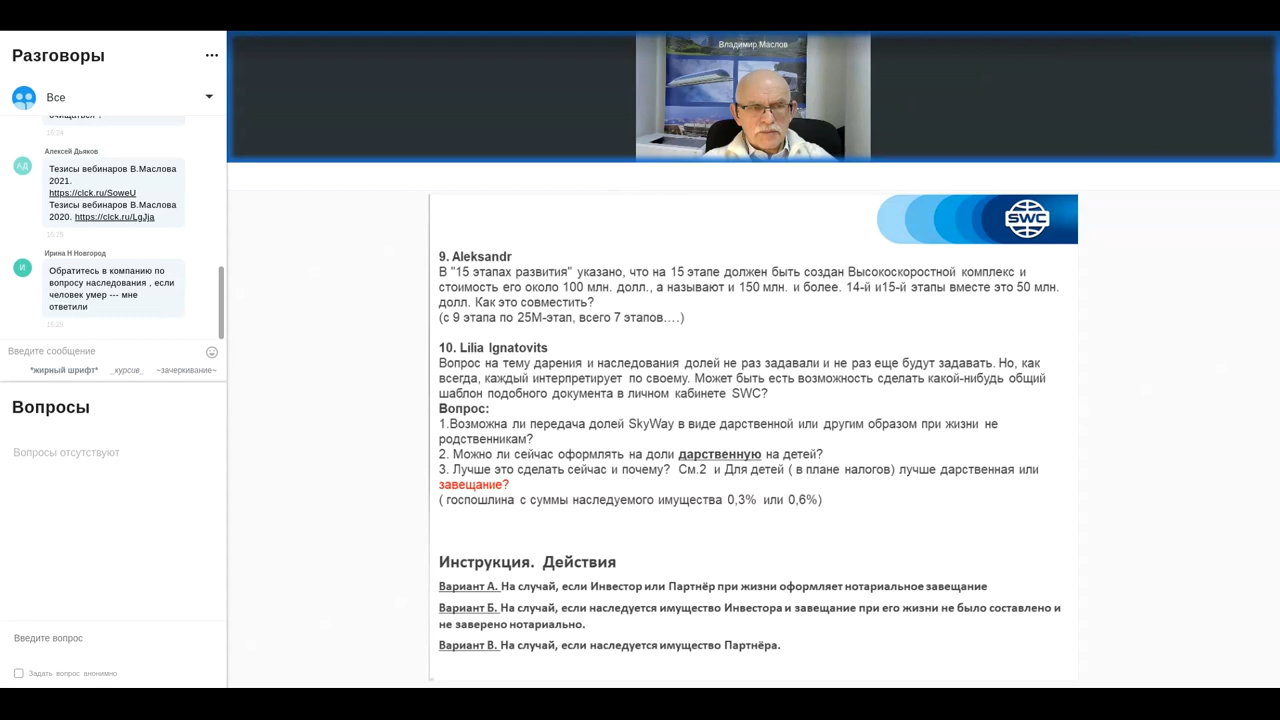 Разговоры
Все
16:24
Алексей Дьяков
АД
Тезисы вебинаров В.Маслова
2021.
https://clck.ru/SoweU
Тезисы вебинаров В.Маслова
2020. https://clck.ru/LgJja
16:25
Ирина Н Новгород
И
Обратитесь в компанию по
вопросу наследования , если
человек умер --- мне
ответили
16:29
Введите сообщение
*жирный шрифт* _курсив_ ~зачеркивание~
Вопросы
Вопросы отсутствуют
Введите вопрос
Задать вопрос анонимно
Владимир Маслов
SWC
9. Aleksandr
В "15 этапах развития" указано, что на 15 этапе должен быть создан Высокоскоростной комплекс и
стоимость его около 100 млн. долл., а называют и 150 млн. и более. 14-й и15-й этапы вместе это 50 млн.
долл. Как это совместить?
(с 9 этапа по 25М-этап, всего 7 этапов….)
10. Lilia Ignatovits
Вопрос на тему дарения и наследования долей не раз задавали и не раз еще будут задавать. Но, как
всегда, каждый интерпретирует по своему. Может быть есть возможность сделать какой-нибудь общий
шаблон подобного документа в личном кабинете SWC?
Вопрос:
1.Возможна ли передача долей SkyWay в виде дарственной или другим образом при жизни не
родственникам?
2. Можно ли сейчас оформлять на доли дарственную на детей?
3. Лучше это сделать сейчас и почему? См.2 и Для детей ( в плане налогов) лучше дарственная или
завещание?
( госпошлина с суммы наследуемого имущества 0,3% или 0,6%)
Инструкция. Действия
Вариант А. На случай, если Инвестор или Партнёр при жизни оформляет нотариальное завещание
Вариант Б. На случай, если наследуется имущество Инвестора и завещание при его жизни не было составлено и
не заверено нотариально.
Вариант В. На случай, если наследуется имущество Партнёра.